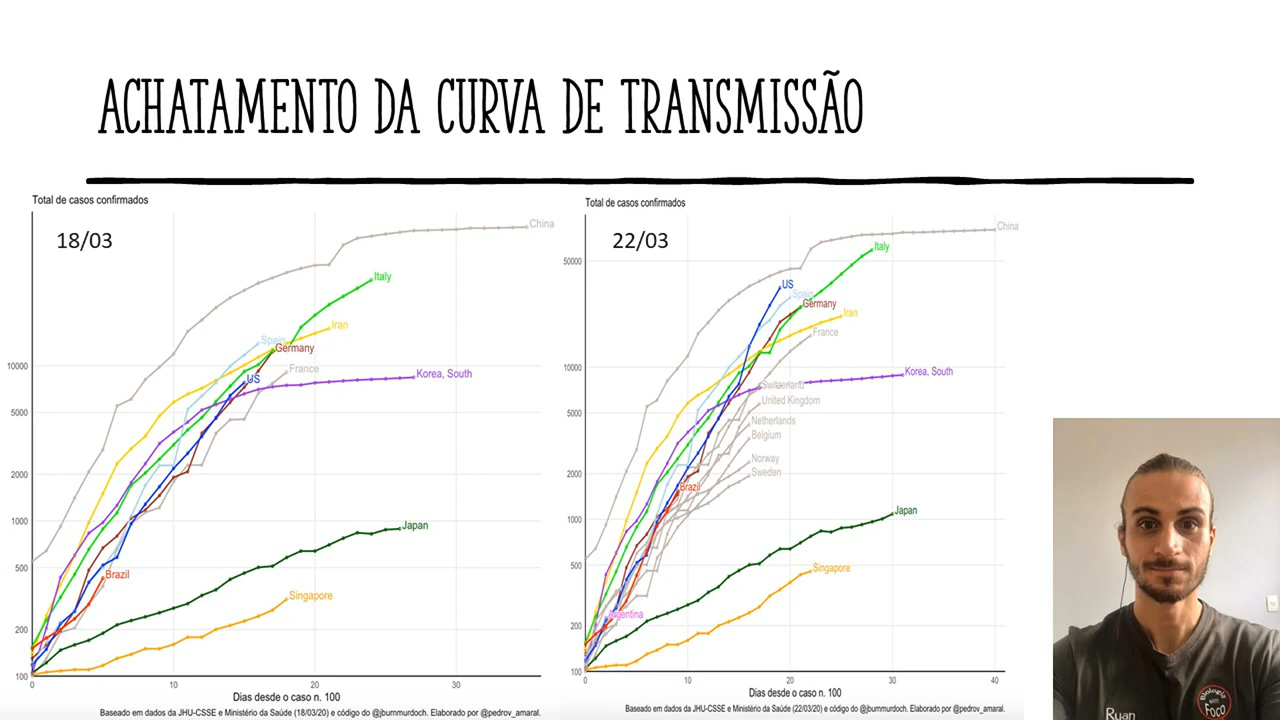 ACHATAMENTO DA CURVA DE TRANSMISSÃO
Total de casos confirmados
18/03
China
Italy
Iran
Spain
Germany
France
US
Korea, South
Japan
Brazil
Singapore
10000
5000
2000
1000
500
200
100
0
10
20
30
Dias desde o caso n. 100
Baseado em dados da JHU-CSSE e Ministério da Saúde (18/03/20) e código do @jburnmurdoch. Elaborado por @pedrov_amaral.
Total de casos confirmados
22/03
China
Italy
US
Spain
Germany
Iran
France
Korea, South
Switzerland
United Kingdom
Netherlands
Belgium
Norway
Sweden
Brazil
Japan
Singapore
Argentina
50000
10000
5000
2000
1000
500
200
100
0
10
20
30
40
Dias desde o caso n. 100
Baseado em dados da JHU-CSSE e Ministério da Saúde (22/03/20) e código do @jburnmurdoch. Elaborado por @pedrov_amaral.
Ruan
Biologia
em
Foco